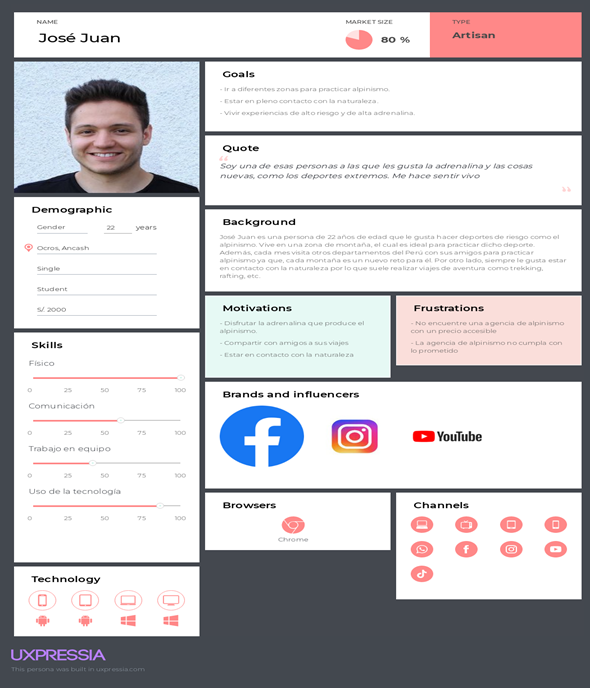 NAME
José Juan
MARKET SIZE
80 %
TYPE
Artisan
Demographic
Gender
22 years
Ocros, Ancash
Single
Student
S/. 2000
Skills
Físico
0 25 50 75 100
Comunicación
0 25 50 75 100
Trabajo en equipo
0 25 50 75 100
Uso de la tecnología
0 25 50 75 100
Technology
Goals
- Ir a diferentes zonas para practicar alpinismo.
- Estar en pleno contacto con la naturaleza.
- Vivir experiencias de alto riesgo y de alta adrenalina.
Quote
Soy una de esas personas a las que les gusta la adrenalina y las cosas
nuevas, como los deportes extremos. Me hace sentir vivo
Background
José Juan es una persona de 22 años de edad que le gusta hacer deportes de riesgo como el
alpinismo. Vive en una zona de montaña, el cual es ideal para practicar dicho deporte.
Además, cada mes visita otros departamentos del Peru con sus amigos para practicar
alpinismo ya que, cada montaña es un nuevo reto para él. Por otro lado, siempre le gusta estar
en contacto con la naturaleza por lo que suele realizar viajes de aventura como trekkirig,
rafting, etc.
Motivations
- Disfrutar la adrenalina que produce el
alpinismo.
- Compartir con amigos a sus viajes
- Estar en contacto con la naturaleza
Frustrations
- No encuentre una agencia de alpinismo
con un precio accesible
- La agencia de alpinismo no cumpla con
lo prometido
Brands and influencers
YouTube
Browsers
Chrome
Channels
UXPRESSIA
This persona was built in uxpressia.com